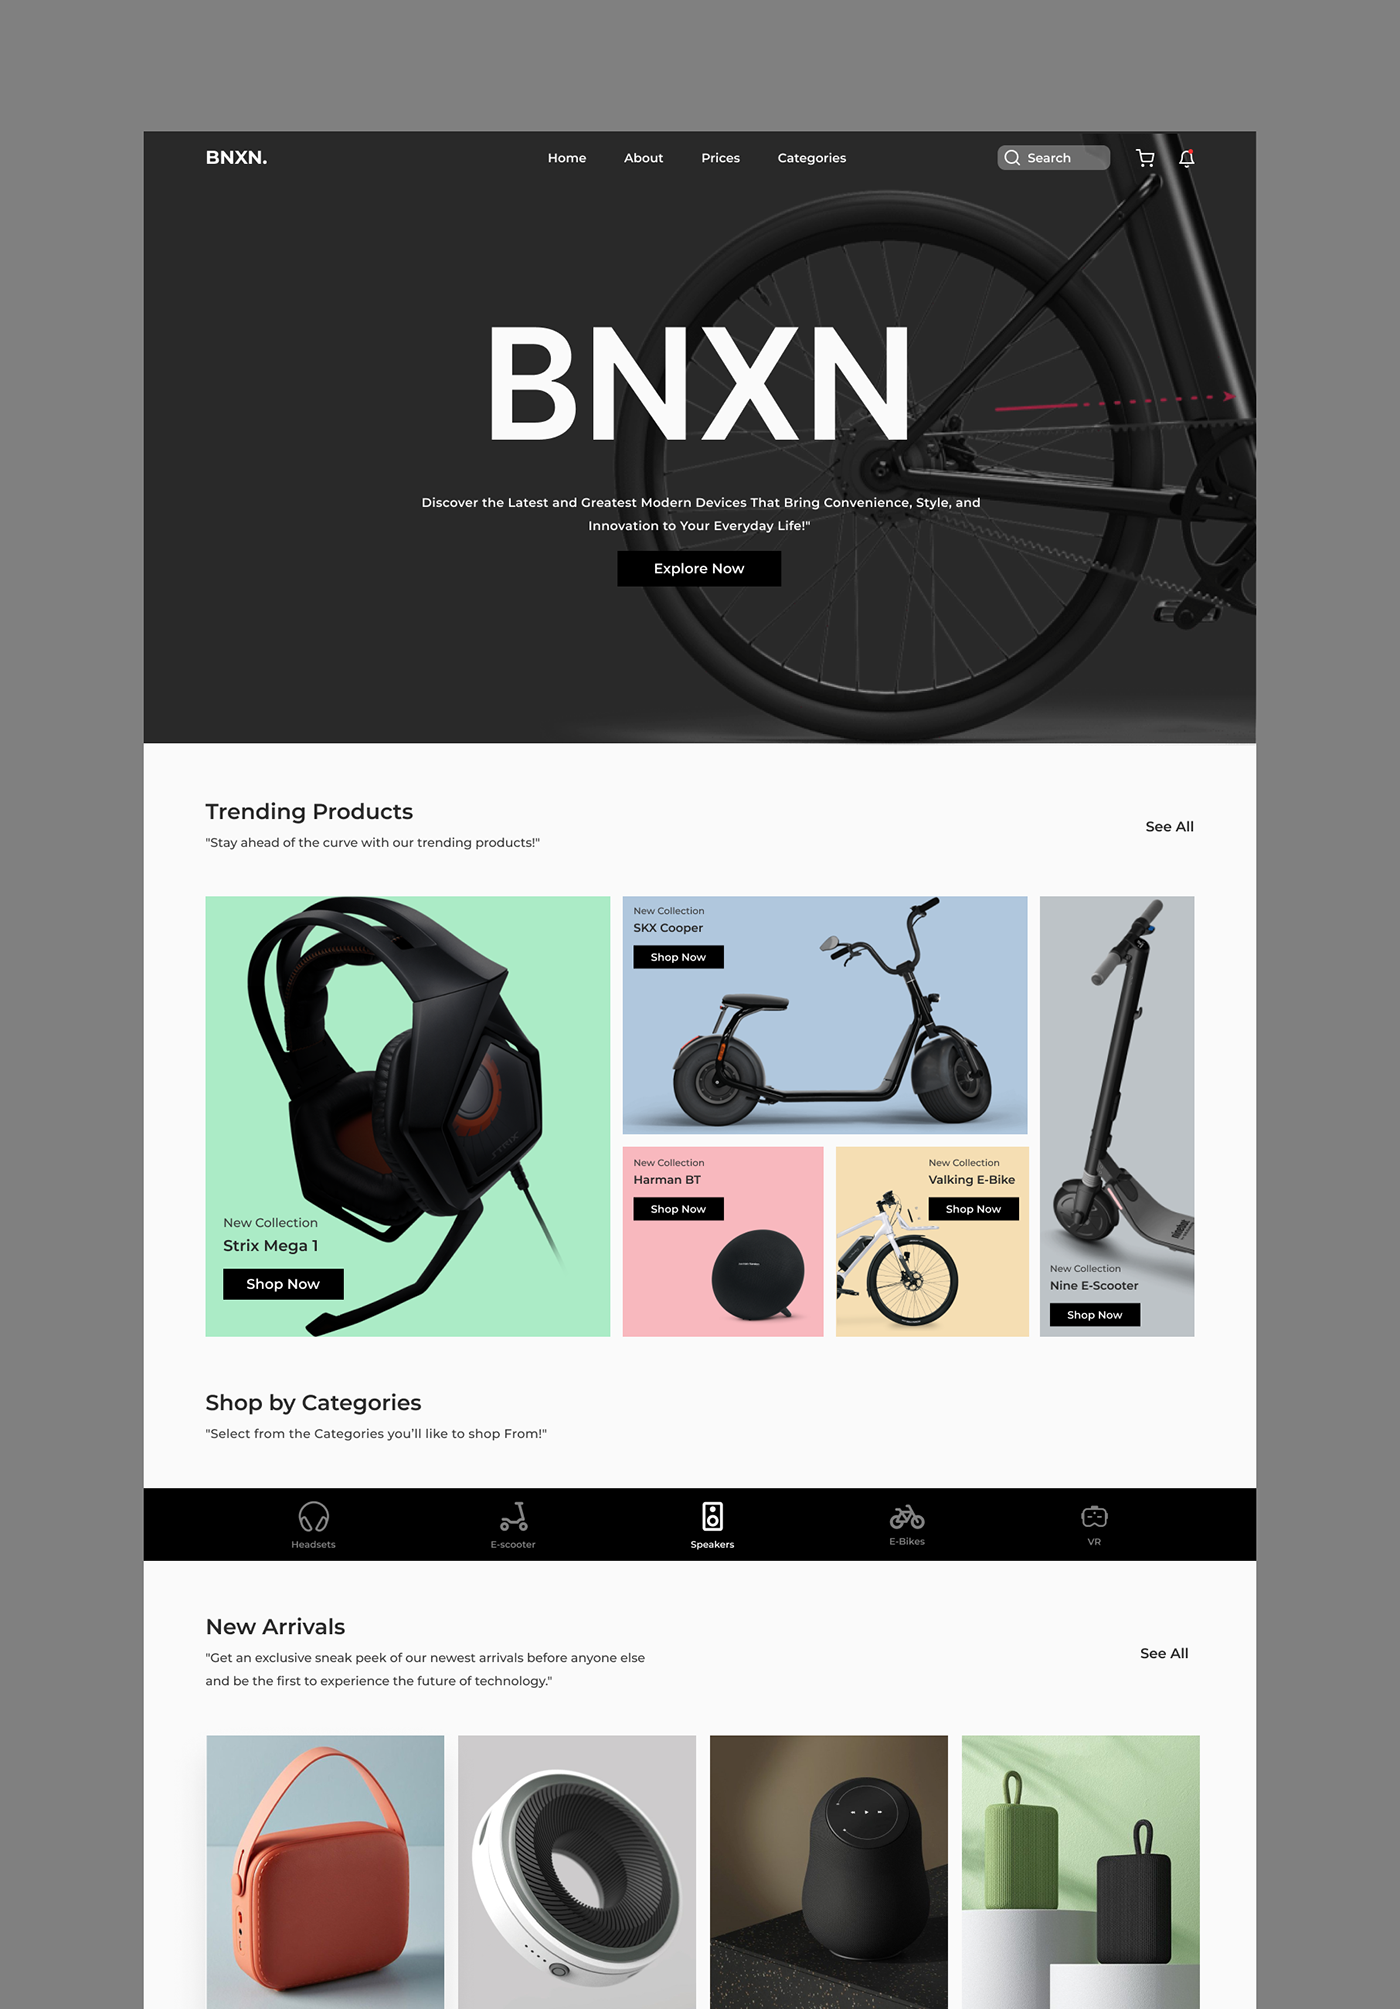 BNXN.
Home About Prices Categories
Search
BNXN
Discover the Latest and Greatest Modern Devices That Bring Convenience, Style, and
Innovation to Your Everyday Life!"
Explore Now
Trending Products
"Stay ahead of the curve with our trending products!"
See All
STRIX
New Collection
Strix Mega 1
Shop Now
New Collection
SKX Cooper
Shop Now
New Collection
Harman BT
Shop Now
New Collection
Valking E-Bike
Shop Now
New Collection
Nine E-Scooter
Shop Now
Shop by Categories
"Select from the Categories you'll like to shop From!"
Headsets
E-scooter
Speakers
E-Bikes
VR
New Arrivals
"Get an exclusive sneak peek of our newest arrivals before anyone else
and be the first to experience the future of technology."
See All